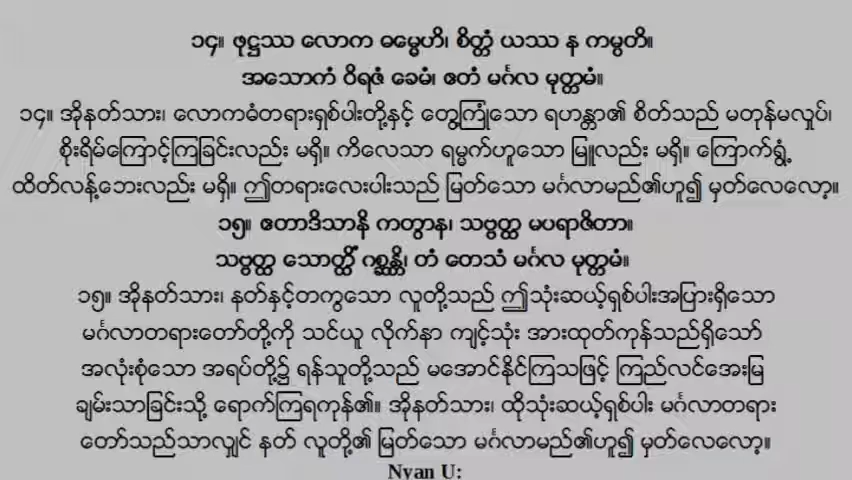 ၁၄။ ဖုဋ္ဌဿ လောက ဓမ္မေဟိ၊ စိတ္တံ ယဿ န ကမ္ပတိ။
အသောကံ ဝိရဇံ ခေမံ၊ ဧတံ မင်္ဂလ မုတ္တမံ။
၁၄။ အိုနတ်သား၊ လောကဓံတရားရှစ်ပါးတို့နှင့် တွေ့ကြုံသော ရဟန္တာ၏ စိတ်သည် မတုန်မလှုပ်၊
စိုးရိမ်ကြောင့်ကြခြင်းလည်း မရှိ။ ကိလေသာ ရမ္မက်ဟူသော မြူလည်း မရှိ။ ကြောက်ရွံ့
ထိတ်လန့်ဘေးလည်း မရှိ။ ဤတရားလေးပါးသည် မြတ်သော မင်္ဂလာမည်၏ဟူ၍ မှတ်လေလော့။
၁၅။ ဧတာဒိသာနိ ကတွာန၊ သဗ္ဗတ္ထ မပရာဇိတာ။
သဗ္ဗတ္ထ သောတ္ထိံ ဂစ္ဆန္တိ၊ တံ တေသံ မင်္ဂလ မုတ္တမံ။
၁၅။ အိုနတ်သား၊ နတ်နှင့်တကွသော လူတို့သည် ဤသုံးဆယ့်ရှစ်ပါးအပြားရှိသော
မင်္ဂလာတရားတော်တို့ကို သင်ယူ လိုက်နာ ကျင့်သုံး အားထုတ်ကုန်သည်ရှိသော်
အလုံးစုံသော အရပ်တို့၌ ရန်သူတို့သည် မအောင်နိုင်ကြသဖြင့် ကြည်လင်အေးမြ
ချမ်းသာခြင်းသို့ ရောက်ကြရကုန်၏။ အိုနတ်သား၊ ထိုသုံးဆယ့်ရှစ်ပါး မင်္ဂလာတရား
တော်သည်သာလျှင် နတ် လူတို့၏ မြတ်သော မင်္ဂလာမည်၏ဟူ၍ မှတ်လေလော့။
Nyan U: